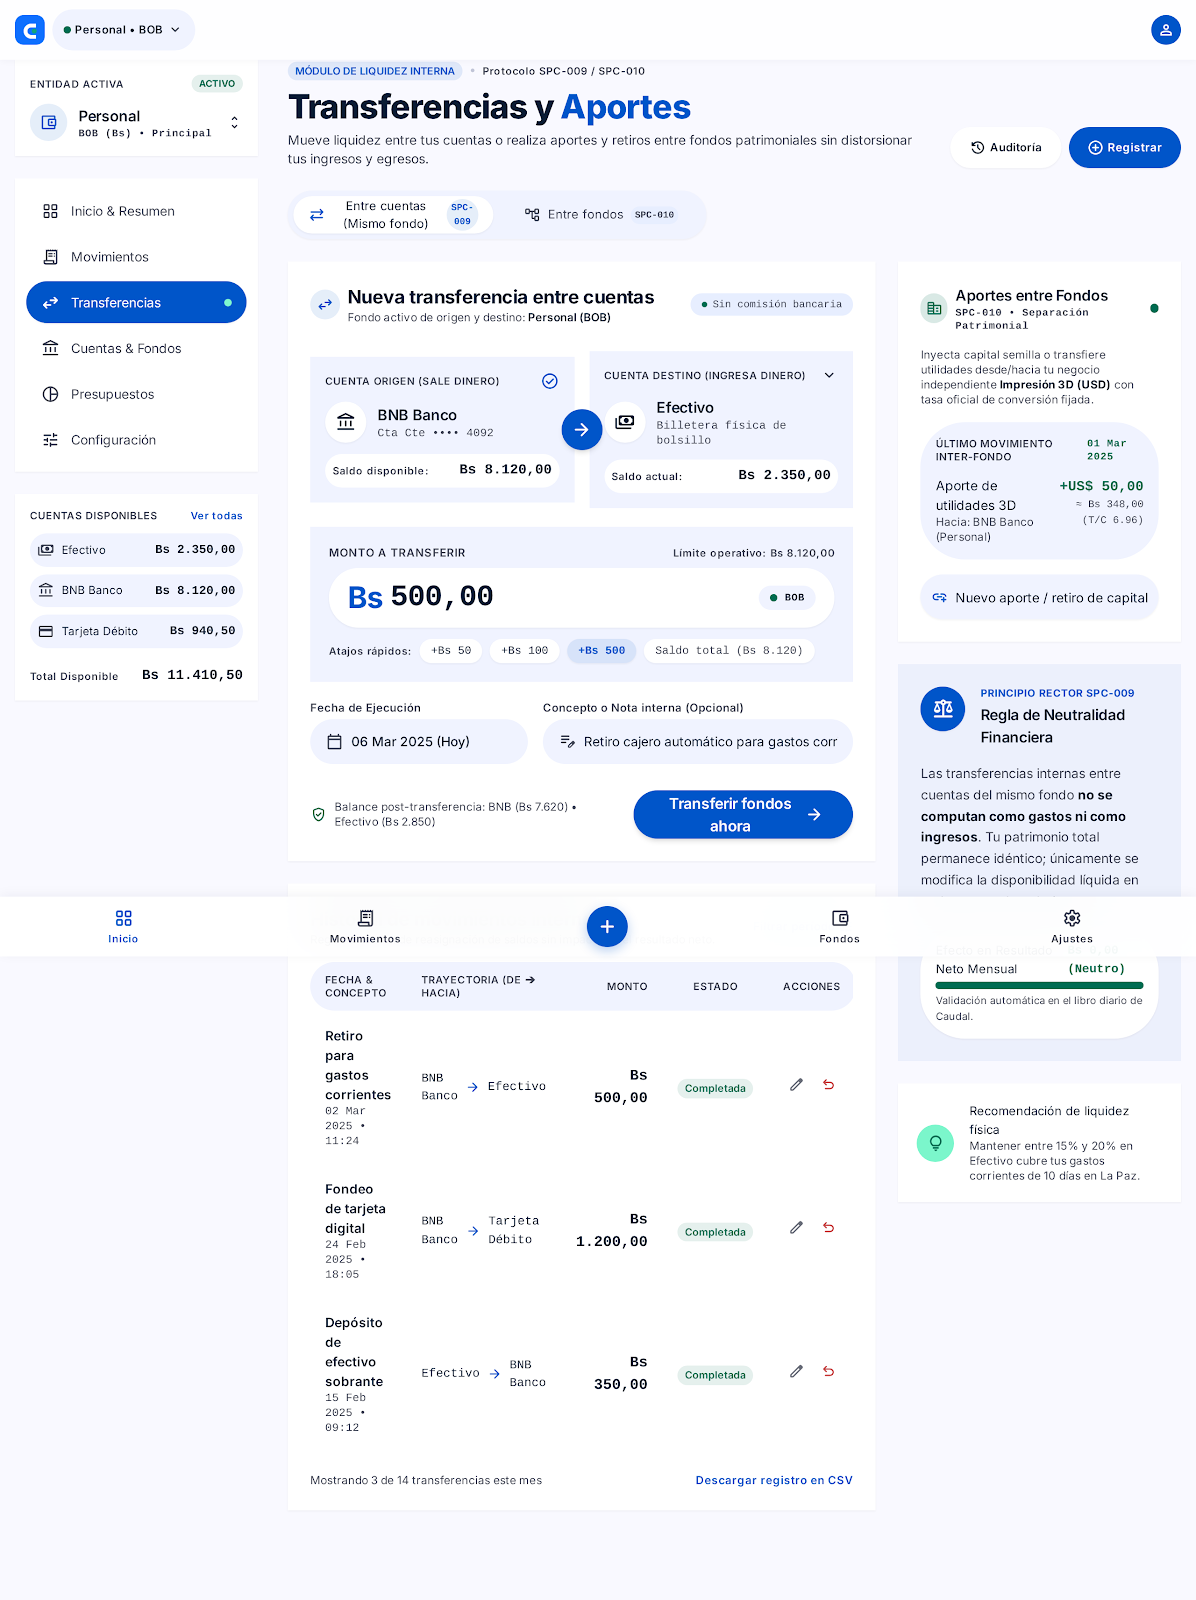 Personal • BOB
ENTIDAD ACTIVA
ACTIVO
Personal
BOB (Bs) • Principal
Inicio & Resumen
Movimientos
Transferencias
Cuentas & Fondos
Presupuestos
Configuración
CUENTAS DISPONIBLES
Ver todas
Efectivo
Bs 2.350,00
BNB Banco
Bs 8.120,00
Tarjeta Débito
Bs 940,50
Total Disponible
Bs 11.410,50
MÓDULO DE LIQUIDEZ INTERNA • Protocolo SPC-009 / SPC-010
Transferencias y Aportes
Mueve liquidez entre tus cuentas o realiza aportes y retiros entre fondos patrimoniales sin distorsionar
tus ingresos y egresos.
Auditoría
Registrar
Entre cuentas
(Mismo fondo)
SPC-
009
Entre fondos
SPC-010
Nueva transferencia entre cuentas
Fondo activo de origen y destino: Personal (BOB)
Sin comisión bancaria
CUENTA ORIGEN (SALE DINERO)
BNB Banco
Cta Cte •••• 4092
Saldo disponible:
Bs 8.120,00
CUENTA DESTINO (INGRESA DINERO)
Efectivo
Billetera física de
bolsillo
Saldo actual:
Bs 2.350,00
MONTO A TRANSFERIR
Límite operativo: Bs 8.120,00
Bs 500,00
BOB
Atajos rápidos:
+Bs 50
+Bs 100
+Bs 500
Saldo total (Bs 8.120)
Fecha de Ejecución
06 Mar 2025 (Hoy)
Concepto o Nota interna (Opcional)
Retiro cajero automático para gastos corr
Balance post-transferencia: BNB (Bs 7.620) •
Efectivo (Bs 2.850)
Transferir fondos
ahora
Aportes entre Fondos
SPC-010 • Separación
Patrimonial
Inyecta capital semilla o transfiere
utilidades desde/hacia tu negocio
independiente Impresión 3D (USD) con
tasa oficial de conversión fijada.
ÚLTIMO MOVIMIENTO
INTER-FONDO
01 Mar
2025
Aporte de
utilidades 3D
Hacia: BNB Banco
(Personal)
+US$ 50,00
≈ Bs 348,00
(T/C 6.96)
Nuevo aporte / retiro de capital
PRINCIPIO RECTOR SPC-009
Regla de Neutralidad
Financiera
Las transferencias internas entre
cuentas del mismo fondo no se
computan como gastos ni como
ingresos. Tu patrimonio total
permanece idéntico; únicamente se
modifica la disponibilidad líquida en
Inicio
Movimientos
Fondos
Ajustes
Efecto en Resultado
Neto Mensual
(Neutro)
Validación automática en el libro diario de
Caudal.
FECHA &
CONCEPTO
TRAYECTORIA (DE →
HACIA)
MONTO
ESTADO
ACCIONES
Retiro
para
gastos
corrientes
02 Mar
2025 •
11:24
BNB
Banco
→ Efectivo
Bs
500,00
Completada
Fondeo
de tarjeta
digital
24 Feb
2025 •
18:05
BNB
Banco
→ Tarjeta
Débito
Bs
1.200,00
Completada
Depósito
de
efectivo
sobrante
15 Feb
2025 •
09:12
Efectivo →
BNB
Banco
Bs
350,00
Completada
Mostrando 3 de 14 transferencias este mes
Descargar registro en CSV
Recomendación de liquidez
física
Mantener entre 15% y 20% en
Efectivo cubre tus gastos
corrientes de 10 días en La Paz.